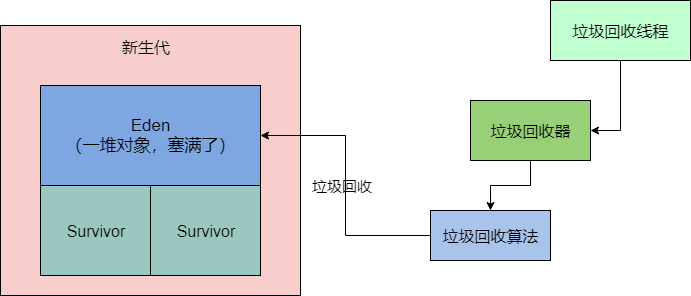 新生代
Eden
（一堆对象，塞满了）
Survivor
Survivor
垃圾回收
垃圾回收线程
垃圾回收器
垃圾回收算法